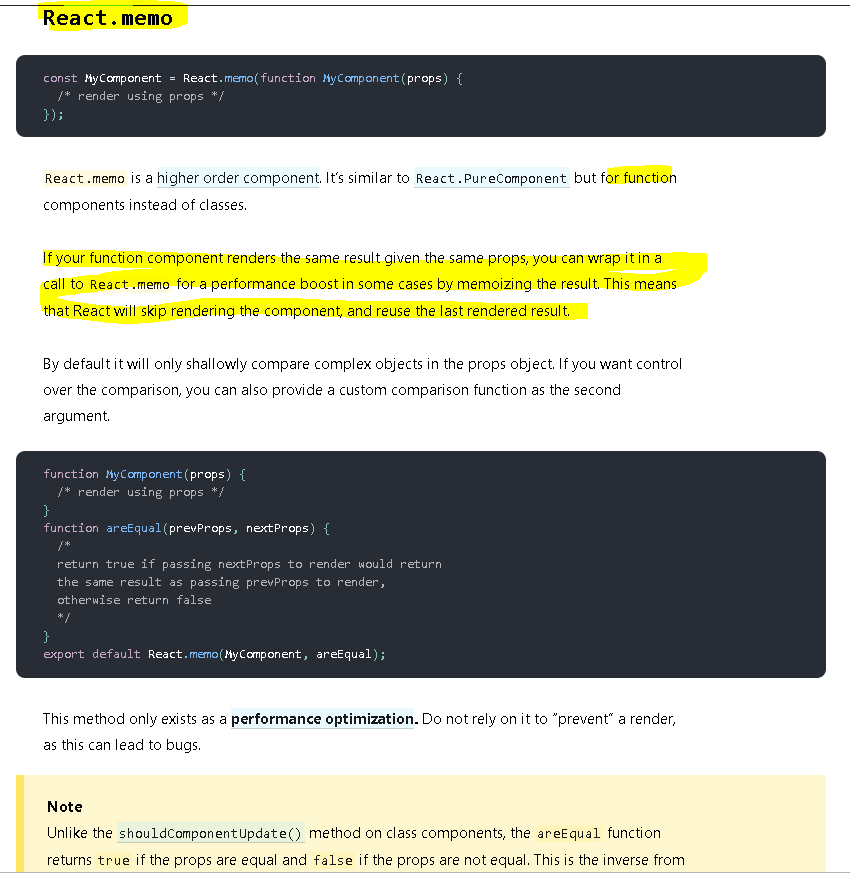 React.memo
const MyComponent = React.memo(function MyComponent(props) {
  /* render using props */
});
React.memo is a higher order component. It’s similar to React.PureComponent but for function
components instead of classes.
If your function component renders the same result given the same props, you can wrap it in a
call to React.memo for a performance boost in some cases by memoizing the result. This means
that React will skip rendering the component, and reuse the last rendered result.
By default it will only shallowly compare complex objects in the props object. If you want control
over the comparison, you can also provide a custom comparison function as the second
argument.
function MyComponent(props) {
  /* render using props */
}
function areEqual(prevProps, nextProps) {
  /*
  return true if passing nextProps to render would return
  the same result as passing prevProps to render,
  otherwise return false
  */
}
export default React.memo(MyComponent, areEqual);
This method only exists as a performance optimization. Do not rely on it to “prevent” a render,
as this can lead to bugs.
Note
Unlike the shouldComponentUpdate() method on class components, the areEqual function
returns true if the props are equal and false if the props are not equal. This is the inverse from